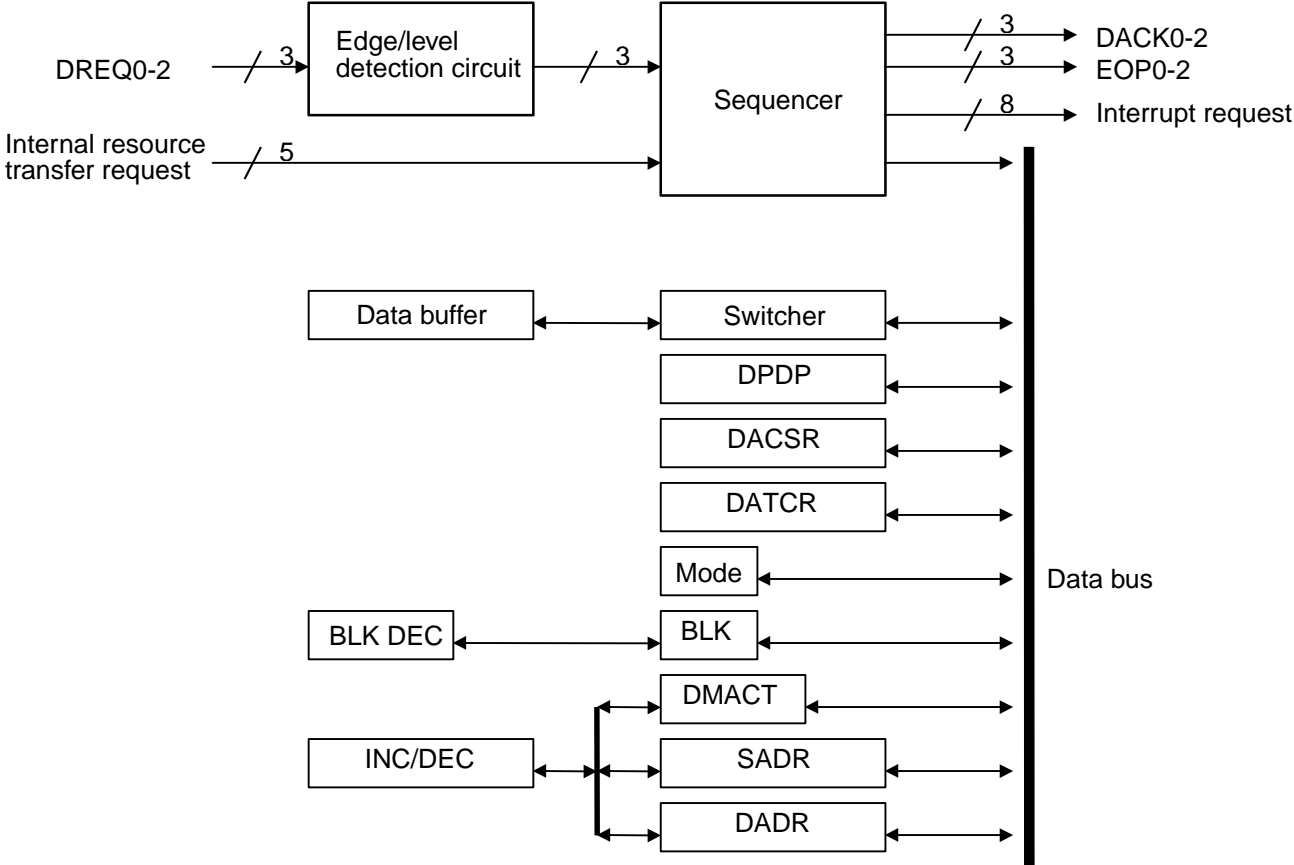 DREQ0-2
3
Edge/level
detection circuit
3
Sequencer
3
DACK0-2
3
EOP0-2
8
Interrupt request
Internal resource
transfer request
5
Data buffer
Switcher
DPDP
DACSR
DATCR
Mode
Data bus
BLK DEC
BLK
DMACT
INC/DEC
SADR
DADR